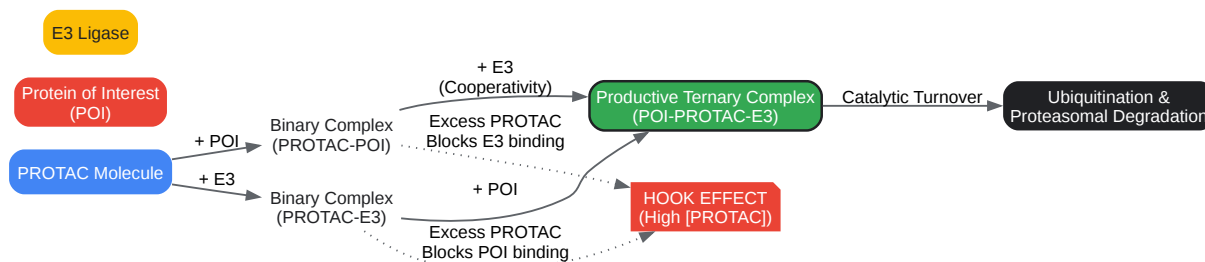 E3 Ligase
Protein of Interest
(POI)
PROTAC Molecule
+ POI
+ E3
Binary Complex
(PROTAC-POI)
Binary Complex
(PROTAC-E3)
+ E3
(Cooperativity)
Excess PROTAC
Blocks E3 binding
+ POI
Excess PROTAC
Blocks POI binding
Productive Ternary Complex
(POI-PROTAC-E3)
HOOK EFFECT
(High [PROTAC])
Catalytic Turnover
Ubiquitination &
Proteasomal Degradation